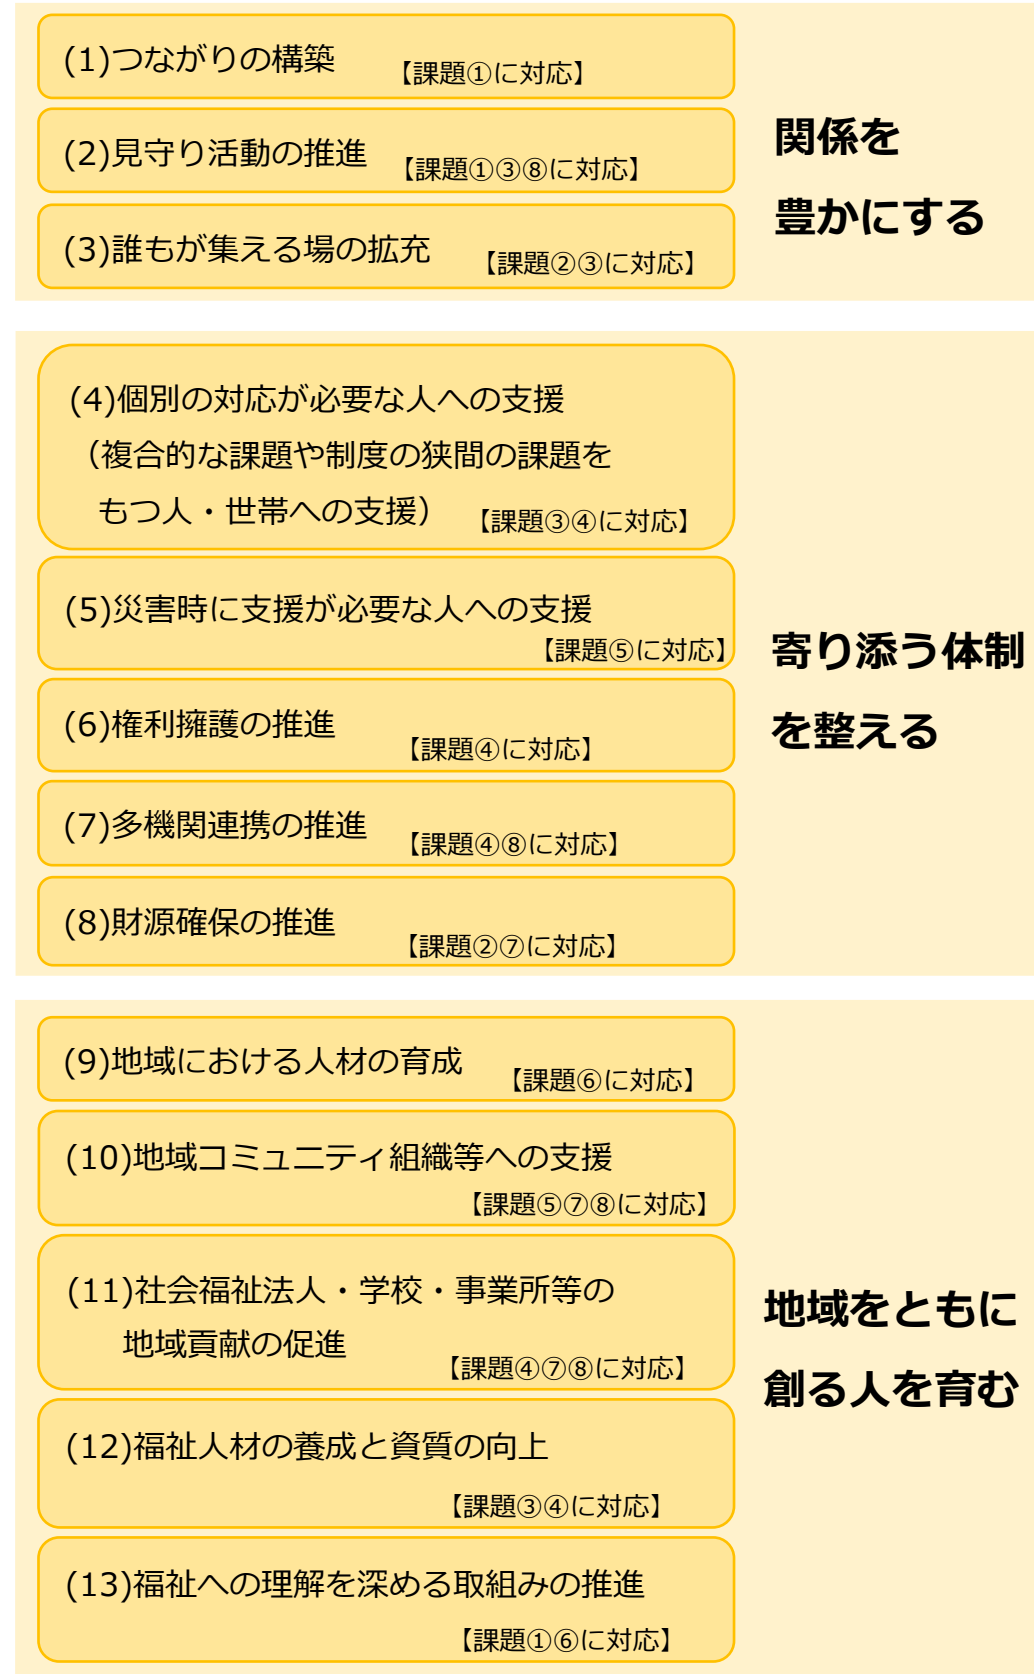 (1)つながりの構築 【課題①に対応】
(2)見守り活動の推進 【課題①③⑧に対応】
(3)誰もが集える場の拡充 【課題②③に対応】
関係を
豊かにする
(4)個別の対応が必要な人への支援
（複合的な課題や制度の狭間の課題を
もつ人・世帯への支援） 【課題③④に対応】
(5)災害時に支援が必要な人への支援
【課題⑤に対応】
(6)権利擁護の推進 【課題④に対応】
(7)多機関連携の推進 【課題④⑧に対応】
(8)財源確保の推進 【課題②⑦に対応】
寄り添う体制
を整える
(9)地域における人材の育成 【課題⑥に対応】
(10)地域コミュニティ組織等への支援
【課題⑤⑦⑧に対応】
(11)社会福祉法人・学校・事業所等の
地域貢献の促進 【課題④⑦⑧に対応】
(12)福祉人材の養成と資質の向上
【課題③④に対応】
(13)福祉への理解を深める取組みの推進
【課題①⑥に対応】
地域をともに
創る人を育む